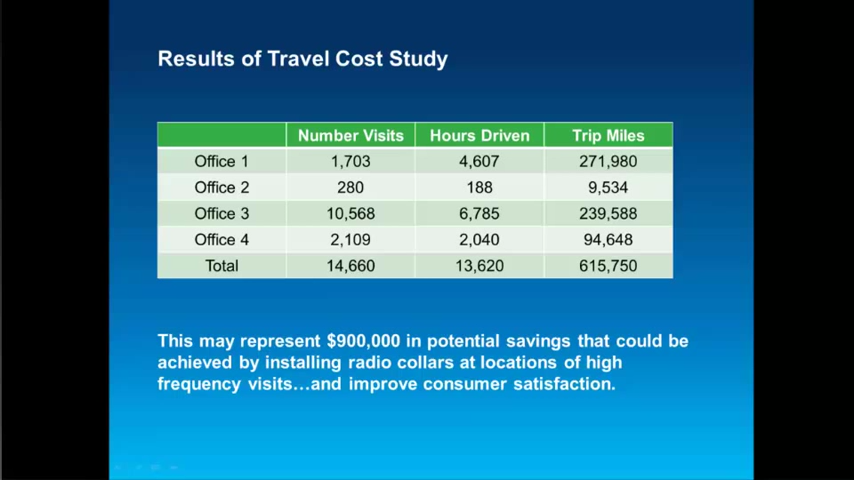 Results of Travel Cost Study
Number Visits Hours Driven Trip Miles
Office 1 1,703 4,607 271,980
Office 2 280 188 9,534
Office 3 10,568 6,785 239,588
Office 4 2,109 2,040 94,648
Total 14,660 13,620 615,750
This may represent $900,000 in potential savings that could be
achieved by installing radio collars at locations of high
frequency visits…and improve consumer satisfaction.